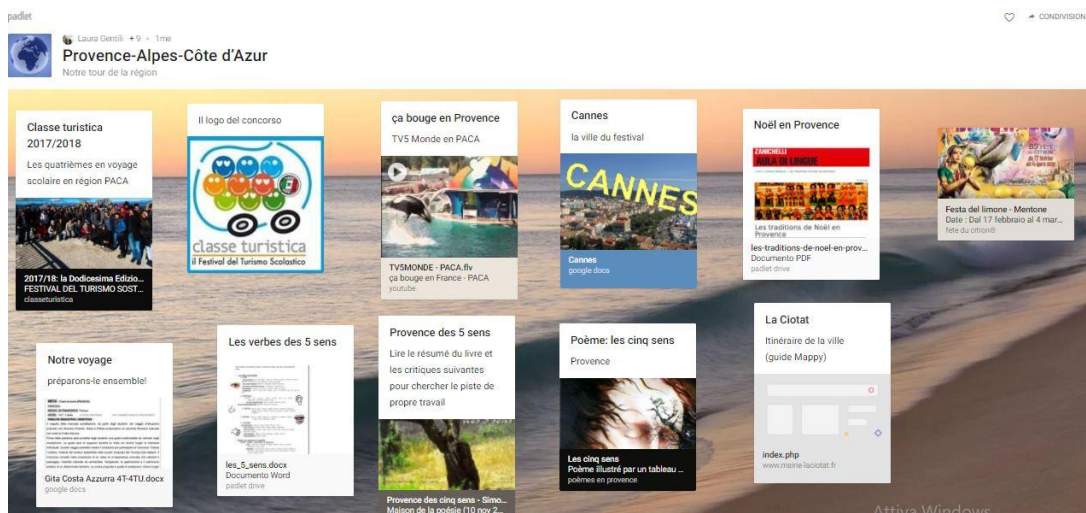 padlet
CONDIVISION
Laura Gentili +9 • 1me
Provence-Alpes-Côte d'Azur
Notre tour de la région
Classe turistica
2017/2018
Les quatrièmes en voyage
scolaire en région PACA
2017/18: la Dodicesima Edizio...
FESTIVAL DEL TURISMO SOST...
classeturistica
Il logo del concorso
classe turistica
il Festival del Turismo Scolastico
ça bouge en Provence
TV5 Monde en PACA
TV5MONDE - PACA.flv
ça bouge en France - PACA
youtube
Cannes
la ville du festival
CANNES
Cannes
google docs
Noël en Provence
ZANICHELLI
AULA DI LINGUE
Les traditions de Noël en
Provence
les-traditions-de-noel-en-prov...
Documento PDF
padlet drive
Festa del limone - Mentone
Date : Dal 17 febbraio al 4 mar...
fete du citron®
Notre voyage
préparons-le ensemble!
Gita Costa Azzurra 4T-4TU.docx
google docs
Les verbes des 5 sens
les_5_sens.docx
Documento Word
padlet drive
Provence des 5 sens
Lire le résumé du livre et
les critiques suivantes
pour chercher le piste de
propre travail
Provence des cinq sens - Simo...
Maison de la poésie (10 nov 2...
Poème: les cinq sens
Provence
Les cinq sens
Poème illustré par un tableau ...
poèmes en provence
La Ciotat
Itinéraire de la ville
(guide Mappy)
index.php
www.mairie-laciotat.fr
Attiva Windows